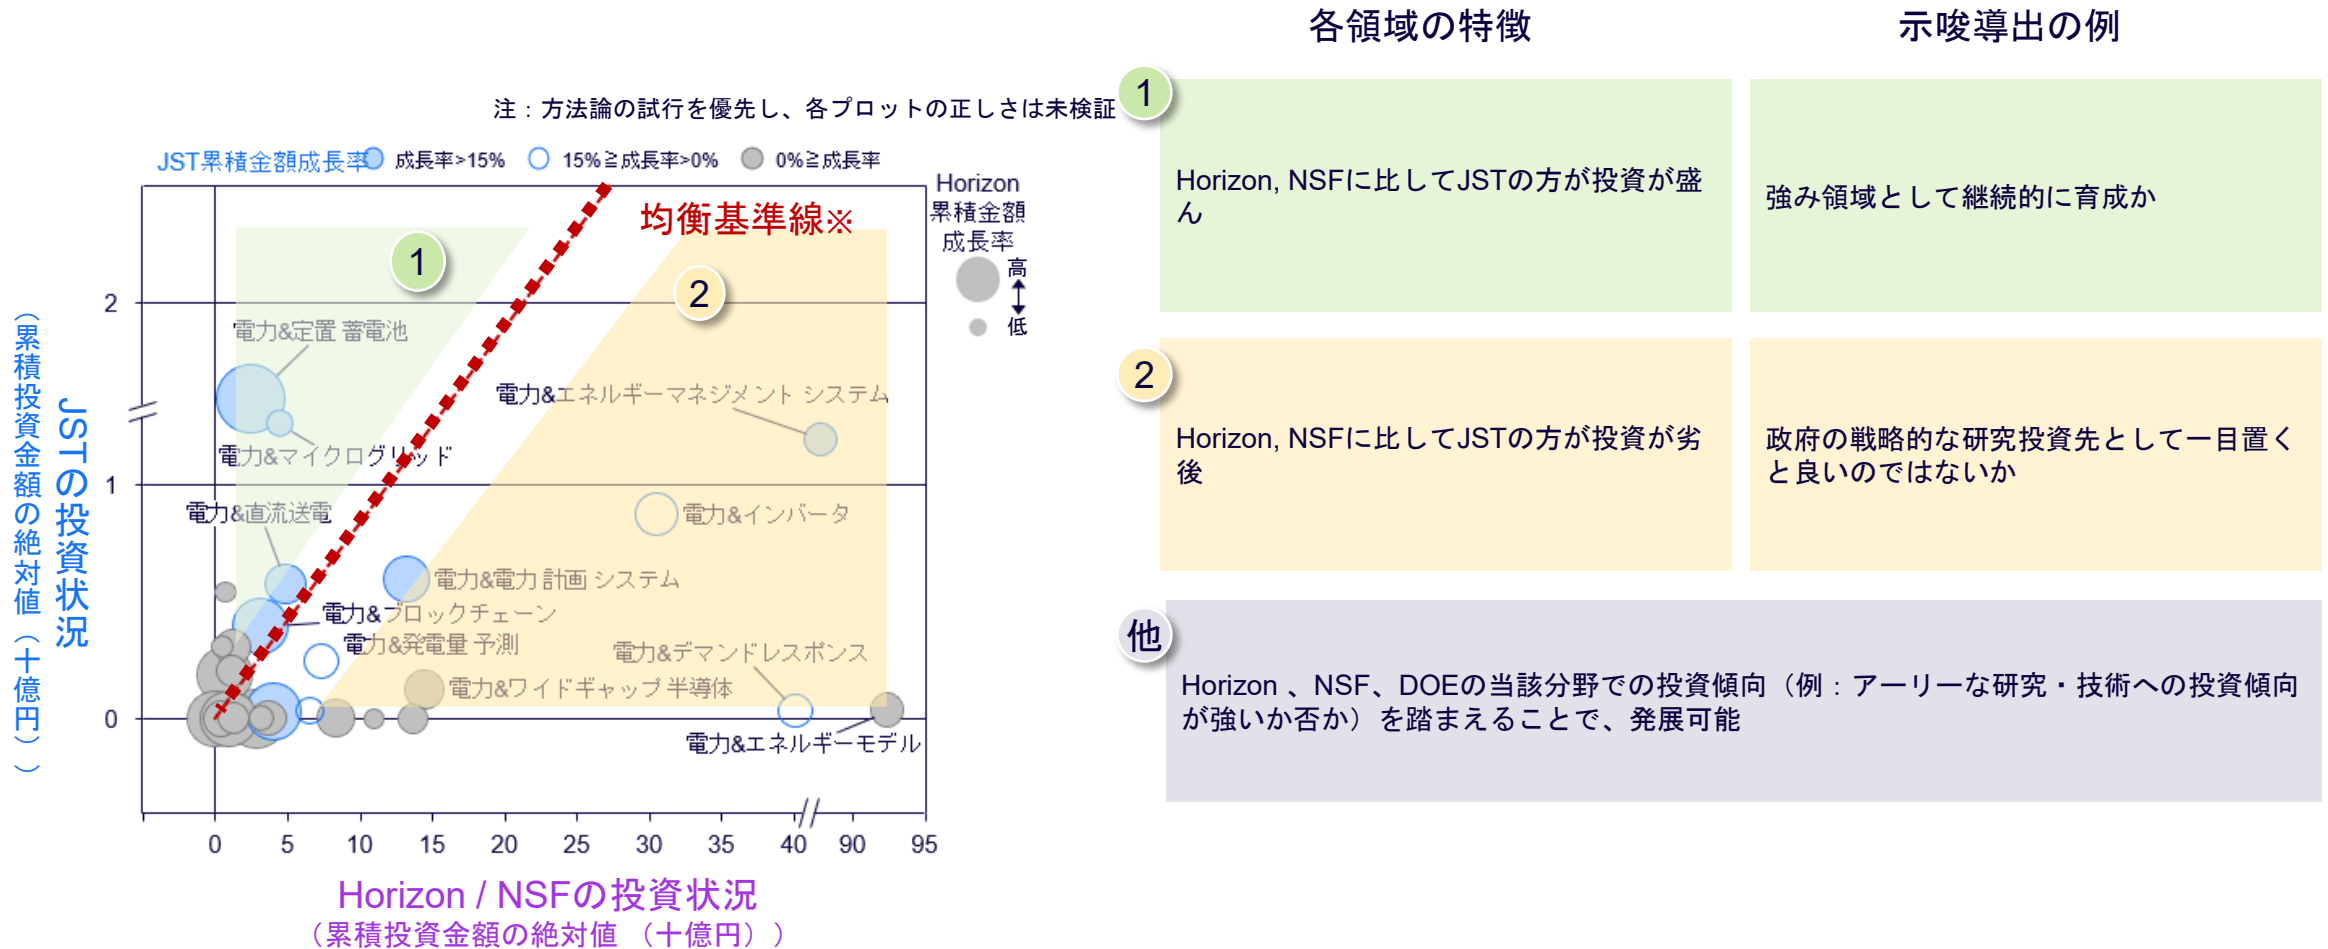 各領域の特徴
示唆導出の例
注：方法論の試行を優先し、各プロットの正しさは未検証
JST累積金額成長率
成長率>15%
15%≧成長率>0%
0%≧成長率
Horizon
累積金額
成長率
高
低
均衡基準線※
1
2
2
1
0
電力&定置 蓄電池
電力&エネルギーマネジメント システム
電力&マイクログリッド
電力&直流送電
電力&インバータ
電力&電力 計画 システム
電力&ブロックチェーン
電力&発電量 予測
電力&デマンドレスポンス
電力&ワイドギャップ 半導体
電力&エネルギーモデル
JSTの投資状況
（累積投資金額の絶対値（十億円））
0 5 10 15 20 25 30 35 40 90 95
Horizon / NSFの投資状況
（累積投資金額の絶対値 （十億円））
1
Horizon, NSFに比してJSTの方が投資が盛
ん
強み領域として継続的に育成か
2
Horizon, NSFに比してJSTの方が投資が劣
後
政府の戦略的な研究投資先として一目置く
と良いのではないか
他
Horizon 、NSF、DOEの当該分野での投資傾向（例：アーリーな研究・技術への投資傾向
が強いか否か）を踏まえることで、発展可能